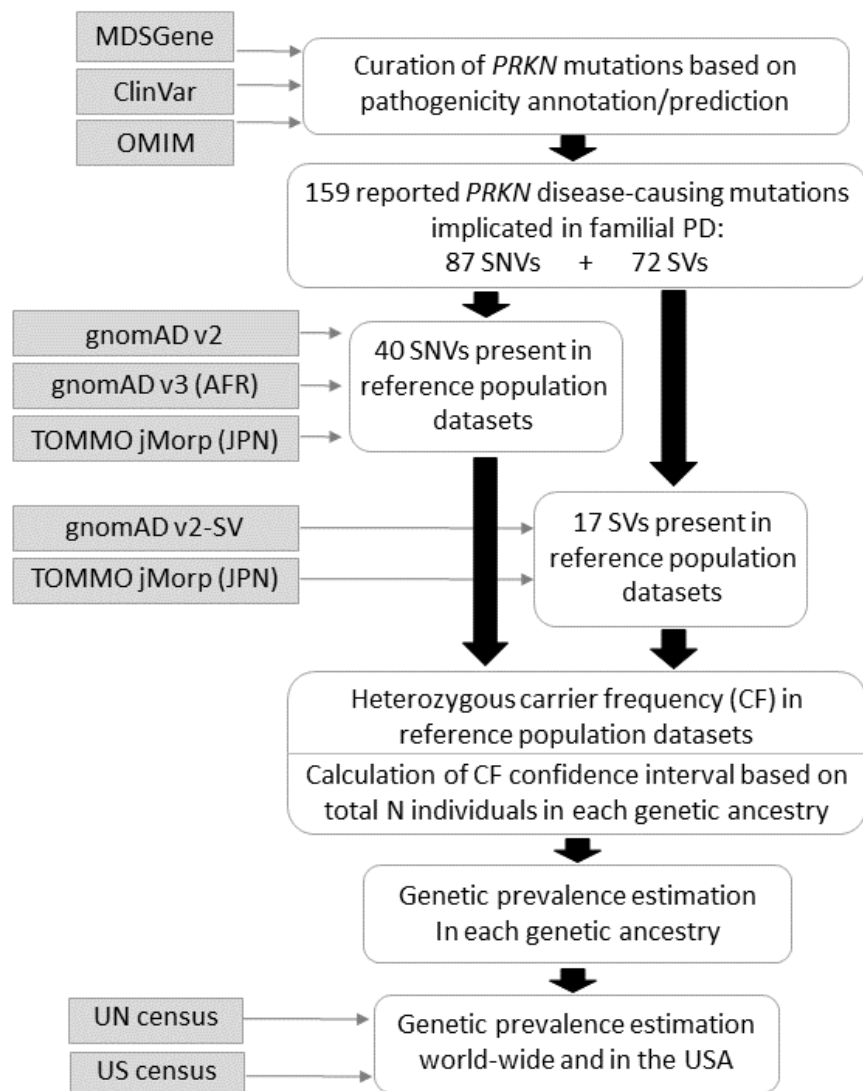 MDSGene
ClinVar
OMIM
Curation of PRKN mutations based on
pathogenicity annotation/prediction
159 reported PRKN disease-causing mutations
implicated in familial PD:
87 SNVs + 72 SVs
gnomAD v2
gnomAD v3 (AFR)
TOMMO jMorp (JPN)
40 SNVs present in
reference population
datasets
gnomAD v2-SV
TOMMO jMorp (JPN)
17 SVs present in
reference population
datasets
Heterozygous carrier frequency (CF) in
reference population datasets
Calculation of CF confidence interval based on
total N individuals in each genetic ancestry
Genetic prevalence estimation
In each genetic ancestry
UN census
US census
Genetic prevalence estimation
world-wide and in the USA